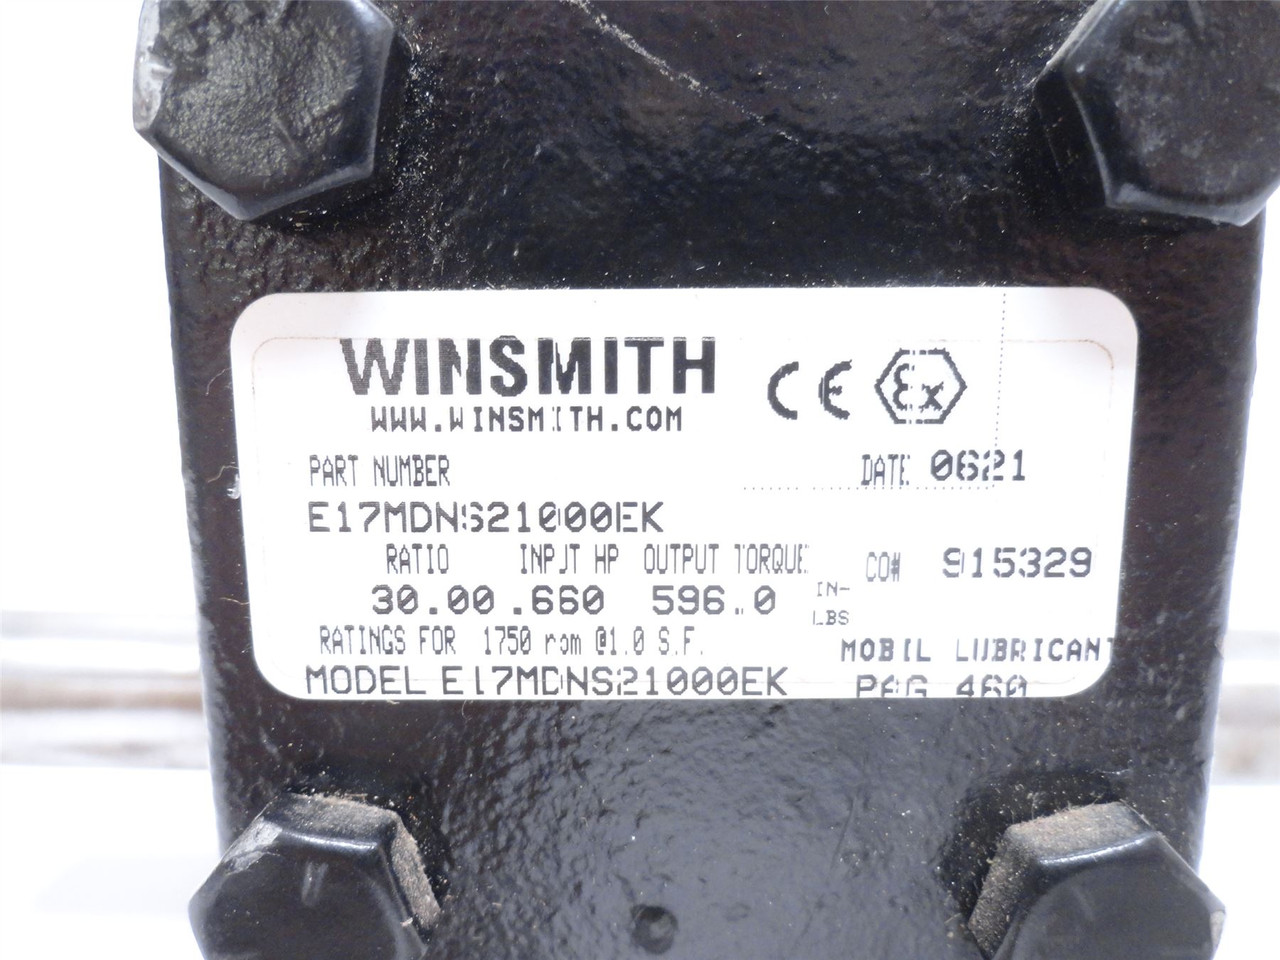 WINSMITH
WWW.WINSMITH.COM
CE Ex
PART NUMBER DATE 0621
E17MDNS21000EK
RATIO INPUT HP OUTPUT TORQUE CO# 915329
30.00 .660 596.0 IN-LBS
RATINGS FOR 1750 rpm @1.0 S.F. MOBIL LUBRICANT
MODEL E17MDNS21000EK PAG 460